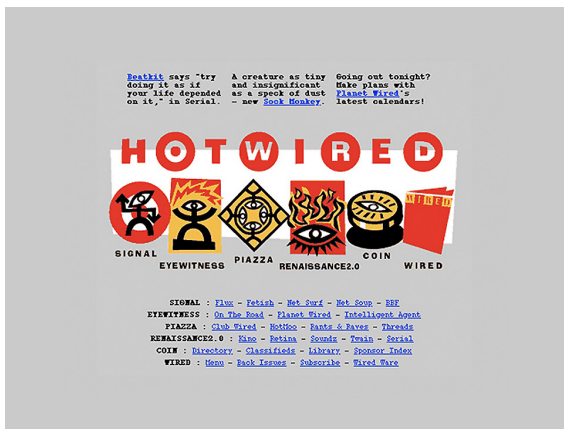 Beatkit says "try
doing it as if
your life depended
on it," in Serial.
A creature as tiny
and insignificant
as a speck of dust
— new Sock Monkey.
Going out tonight?
Make plans with
Planet Wired's
latest calendars!
HOTWIRED
SIGNAL
EYEWITNESS
PIAZZA
RENAISSANCE2.0
COIN
WIRED
WIRED
SIGNAL : Flux - Fetish - Net Surf - Net Soup - BBF
EYEWITNESS : On The Road - Planet Wired - Intelligent Agent
PIAZZA : Club Wired - HotMoo - Rants & Raves - Threads
RENAISSANCE2.0 : Kino - Retina - Soundz - Twain - Serial
COIN : Directory - Classifieds - Library - Sponsor Index
WIRED : Menu - Back Issues - Subscribe - Wired Ware